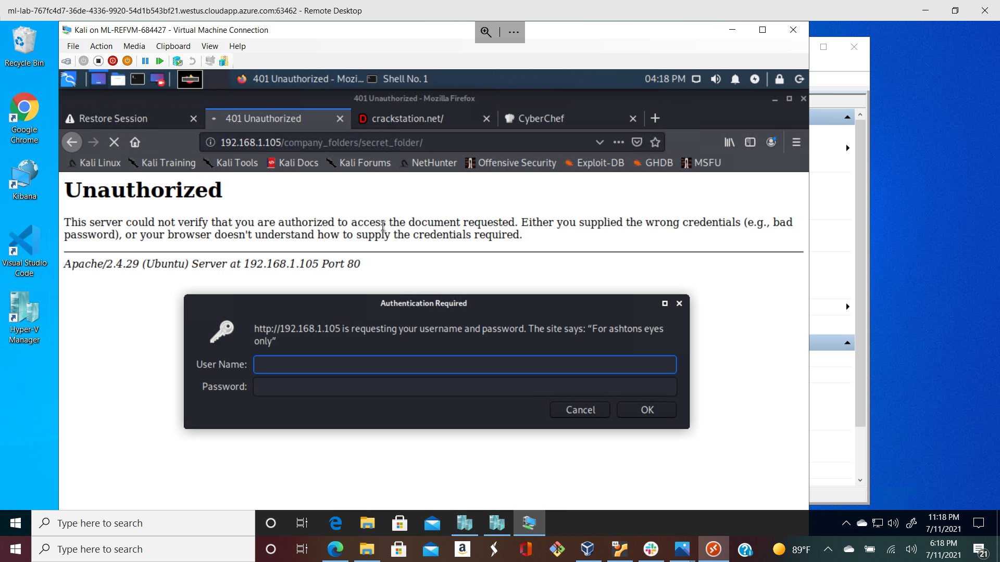 ml-lab-767fc4d7-36de-4336-9920-54d1b543bf21.westus.cloudapp.azure.com:63462 - Remote Desktop
Recycle Bin
Google
Chrome
Kibana
Visual Studio
Code
Hyper-V
Manager
Kali on ML-REFVM-684427 - Virtual Machine Connection
File Action Media Clipboard View Help
401 Unauthorized - Mozi... Shell No. 1 04:18 PM
401 Unauthorized - Mozilla Firefox
Restore Session 401 Unauthorized crackstation.net/ CyberChef
192.168.1.105/company_folders/secret_folder/
Kali Linux Kali Training Kali Tools Kali Docs Kali Forums NetHunter Offensive Security Exploit-DB GHDB MSFU
Unauthorized
This server could not verify that you are authorized to access the document requested. Either you supplied the wrong credentials (e.g., bad
password), or your browser doesn't understand how to supply the credentials required.
Apache/2.4.29 (Ubuntu) Server at 192.168.1.105 Port 80
Authentication Required
http://192.168.1.105 is requesting your username and password. The site says: “For ashtons eyes
only”
User Name:
Password:
Cancel OK
Type here to search
11:18 PM
7/11/2021
Type here to search
64
89°F
6:18 PM
7/11/2021
21